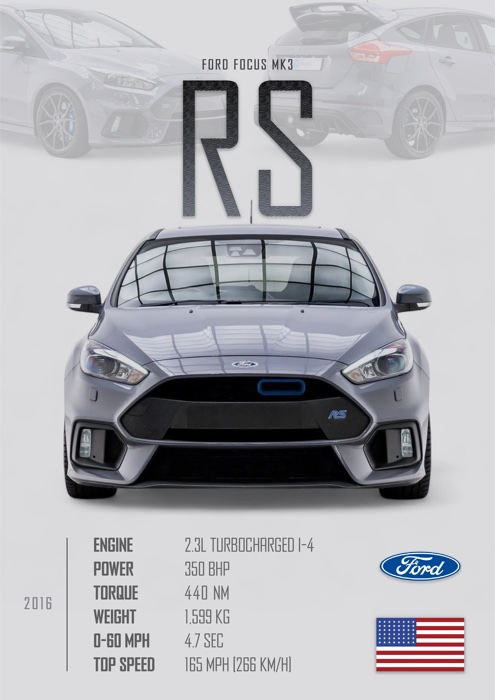 FORD FOCUS MK3
RS
RS
2016
ENGINE 2.3L TURBOCHARGED I-4
POWER 350 BHP
TORQUE 440 NM
WEIGHT 1,599 KG
0-60 MPH 4.7 SEC
TOP SPEED 165 MPH (266 KM/H)
Ford